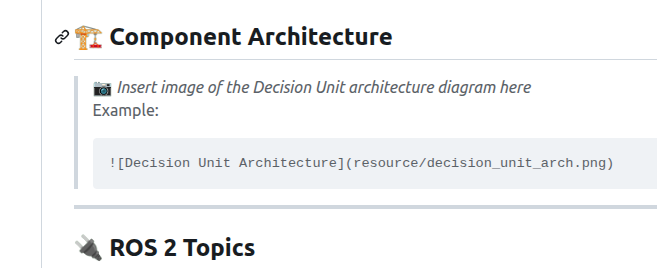 🏗️ Component Architecture
📷 Insert image of the Decision Unit architecture diagram here
Example:
![Decision Unit Architecture](resource/decision_unit_arch.png)
🔌 ROS 2 Topics